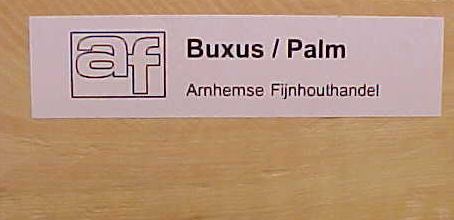 af
Buxus / Palm
Arnhemse Fijnhouthandel